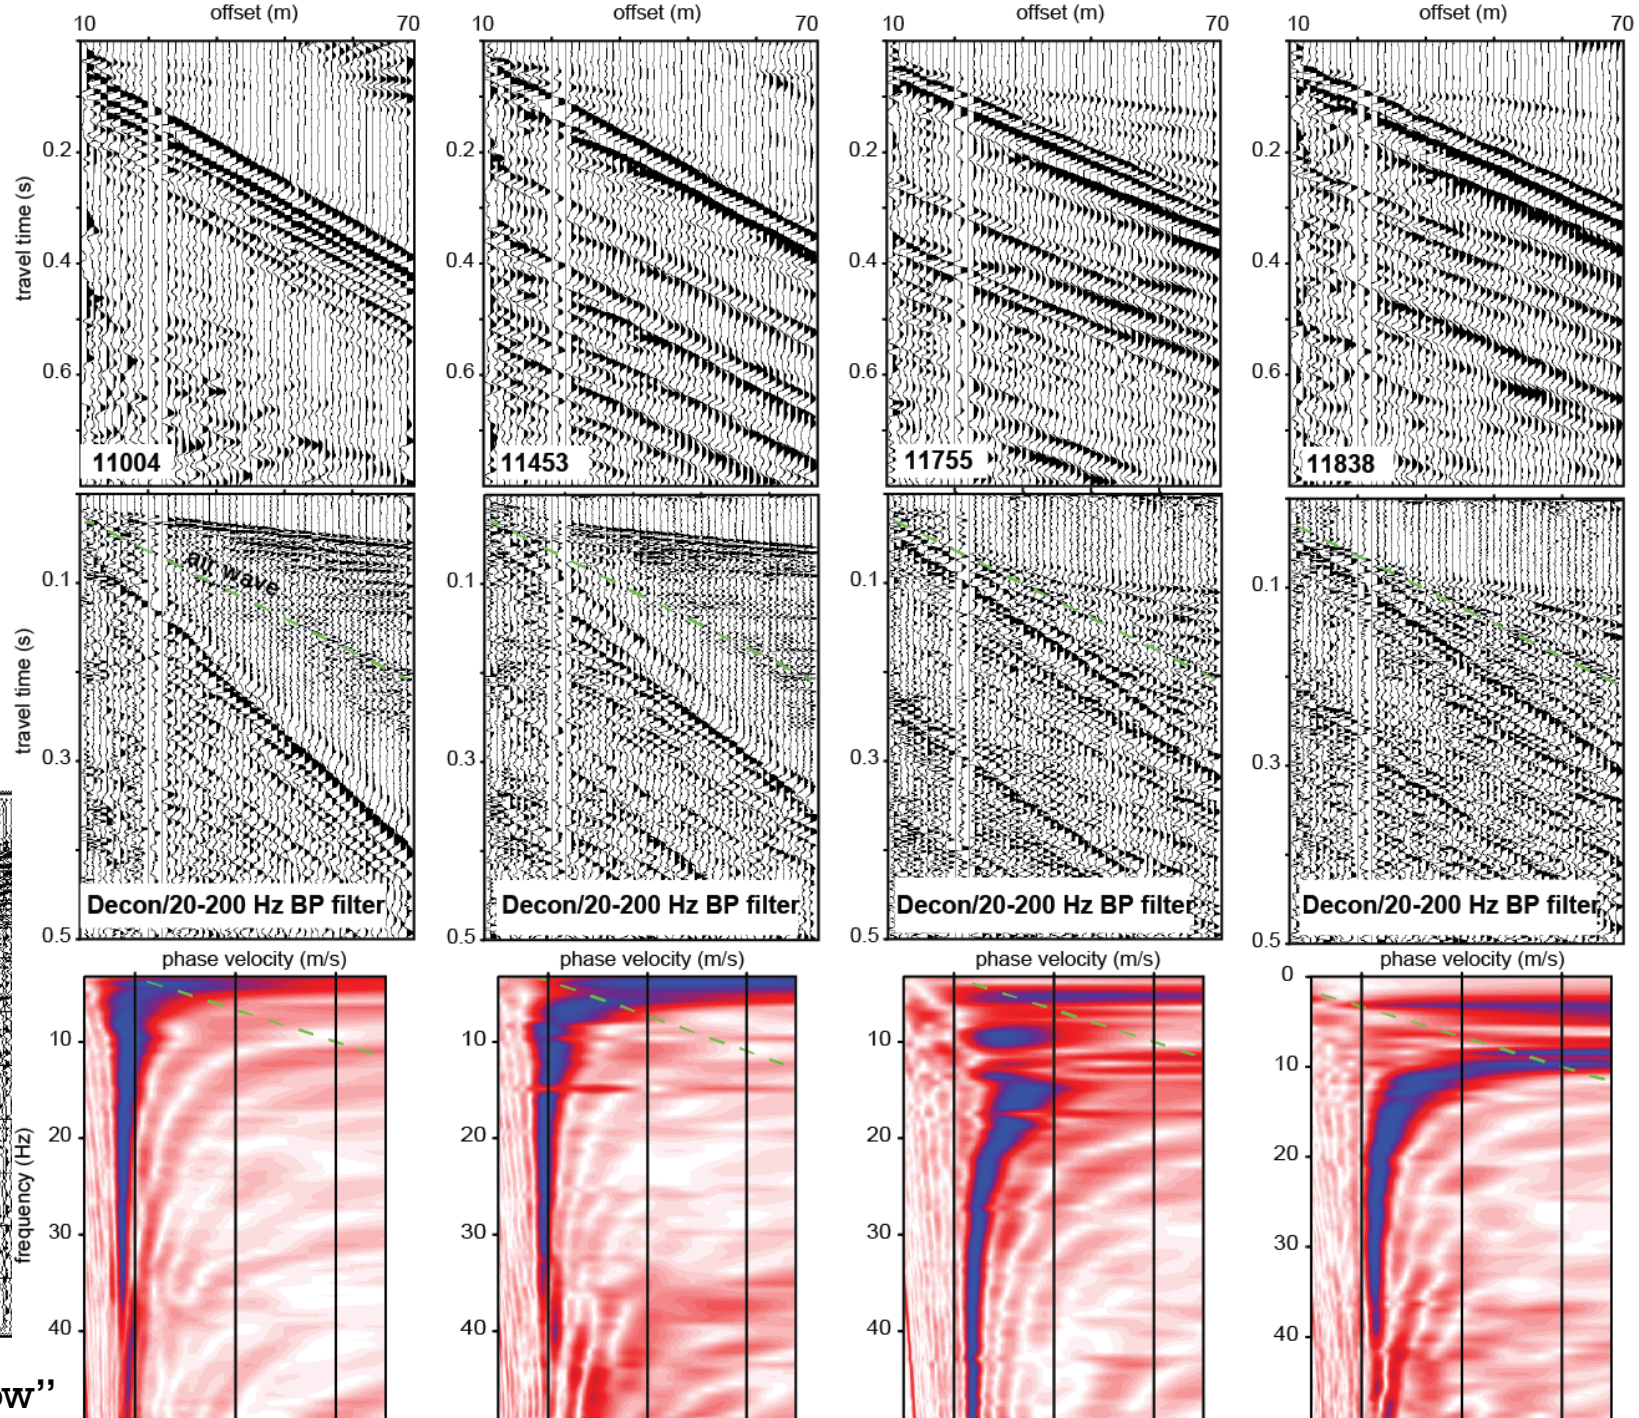 offset (m) offset (m) offset (m) offset (m)
10 70 10 70 10 70 10 70
travel time (s)
0.2 0.2 0.2 0.2
0.4 0.4 0.4 0.4
0.6 0.6 0.6 0.6
11004 11453 11755 11838
travel time (s)
air wave
0.1 0.1 0.1 0.1
0.3 0.3 0.3 0.3
Decon/20-200 Hz BP filter Decon/20-200 Hz BP filter Decon/20-200 Hz BP filter Decon/20-200 Hz BP filter
0.5 0.5 0.5 0.5
phase velocity (m/s) phase velocity (m/s) phase velocity (m/s) phase velocity (m/s)
0
frequency (Hz)
10 10 10 10
20 20 20 20
30 30 30 30
40 40 40 40